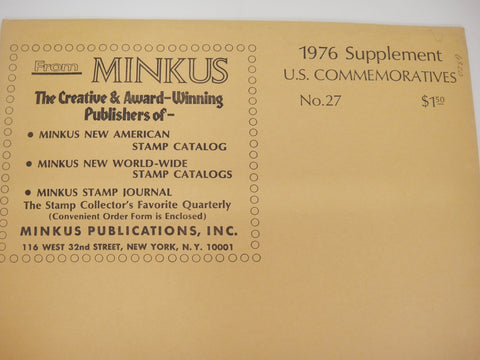 From MINKUS
The Creative & Award-Winning
Publishers of-
• MINKUS NEW AMERICAN
STAMP CATALOG
• MINKUS NEW WORLD-WIDE
STAMP CATALOGS
• MINKUS STAMP JOURNAL
The Stamp Collector's Favorite Quarterly
(Convenient Order Form is Enclosed)
MINKUS PUBLICATIONS, INC.
116 WEST 32nd STREET, NEW YORK, N.Y. 10001
1976 Supplement
U.S. COMMEMORATIVES
No.27 $1.50